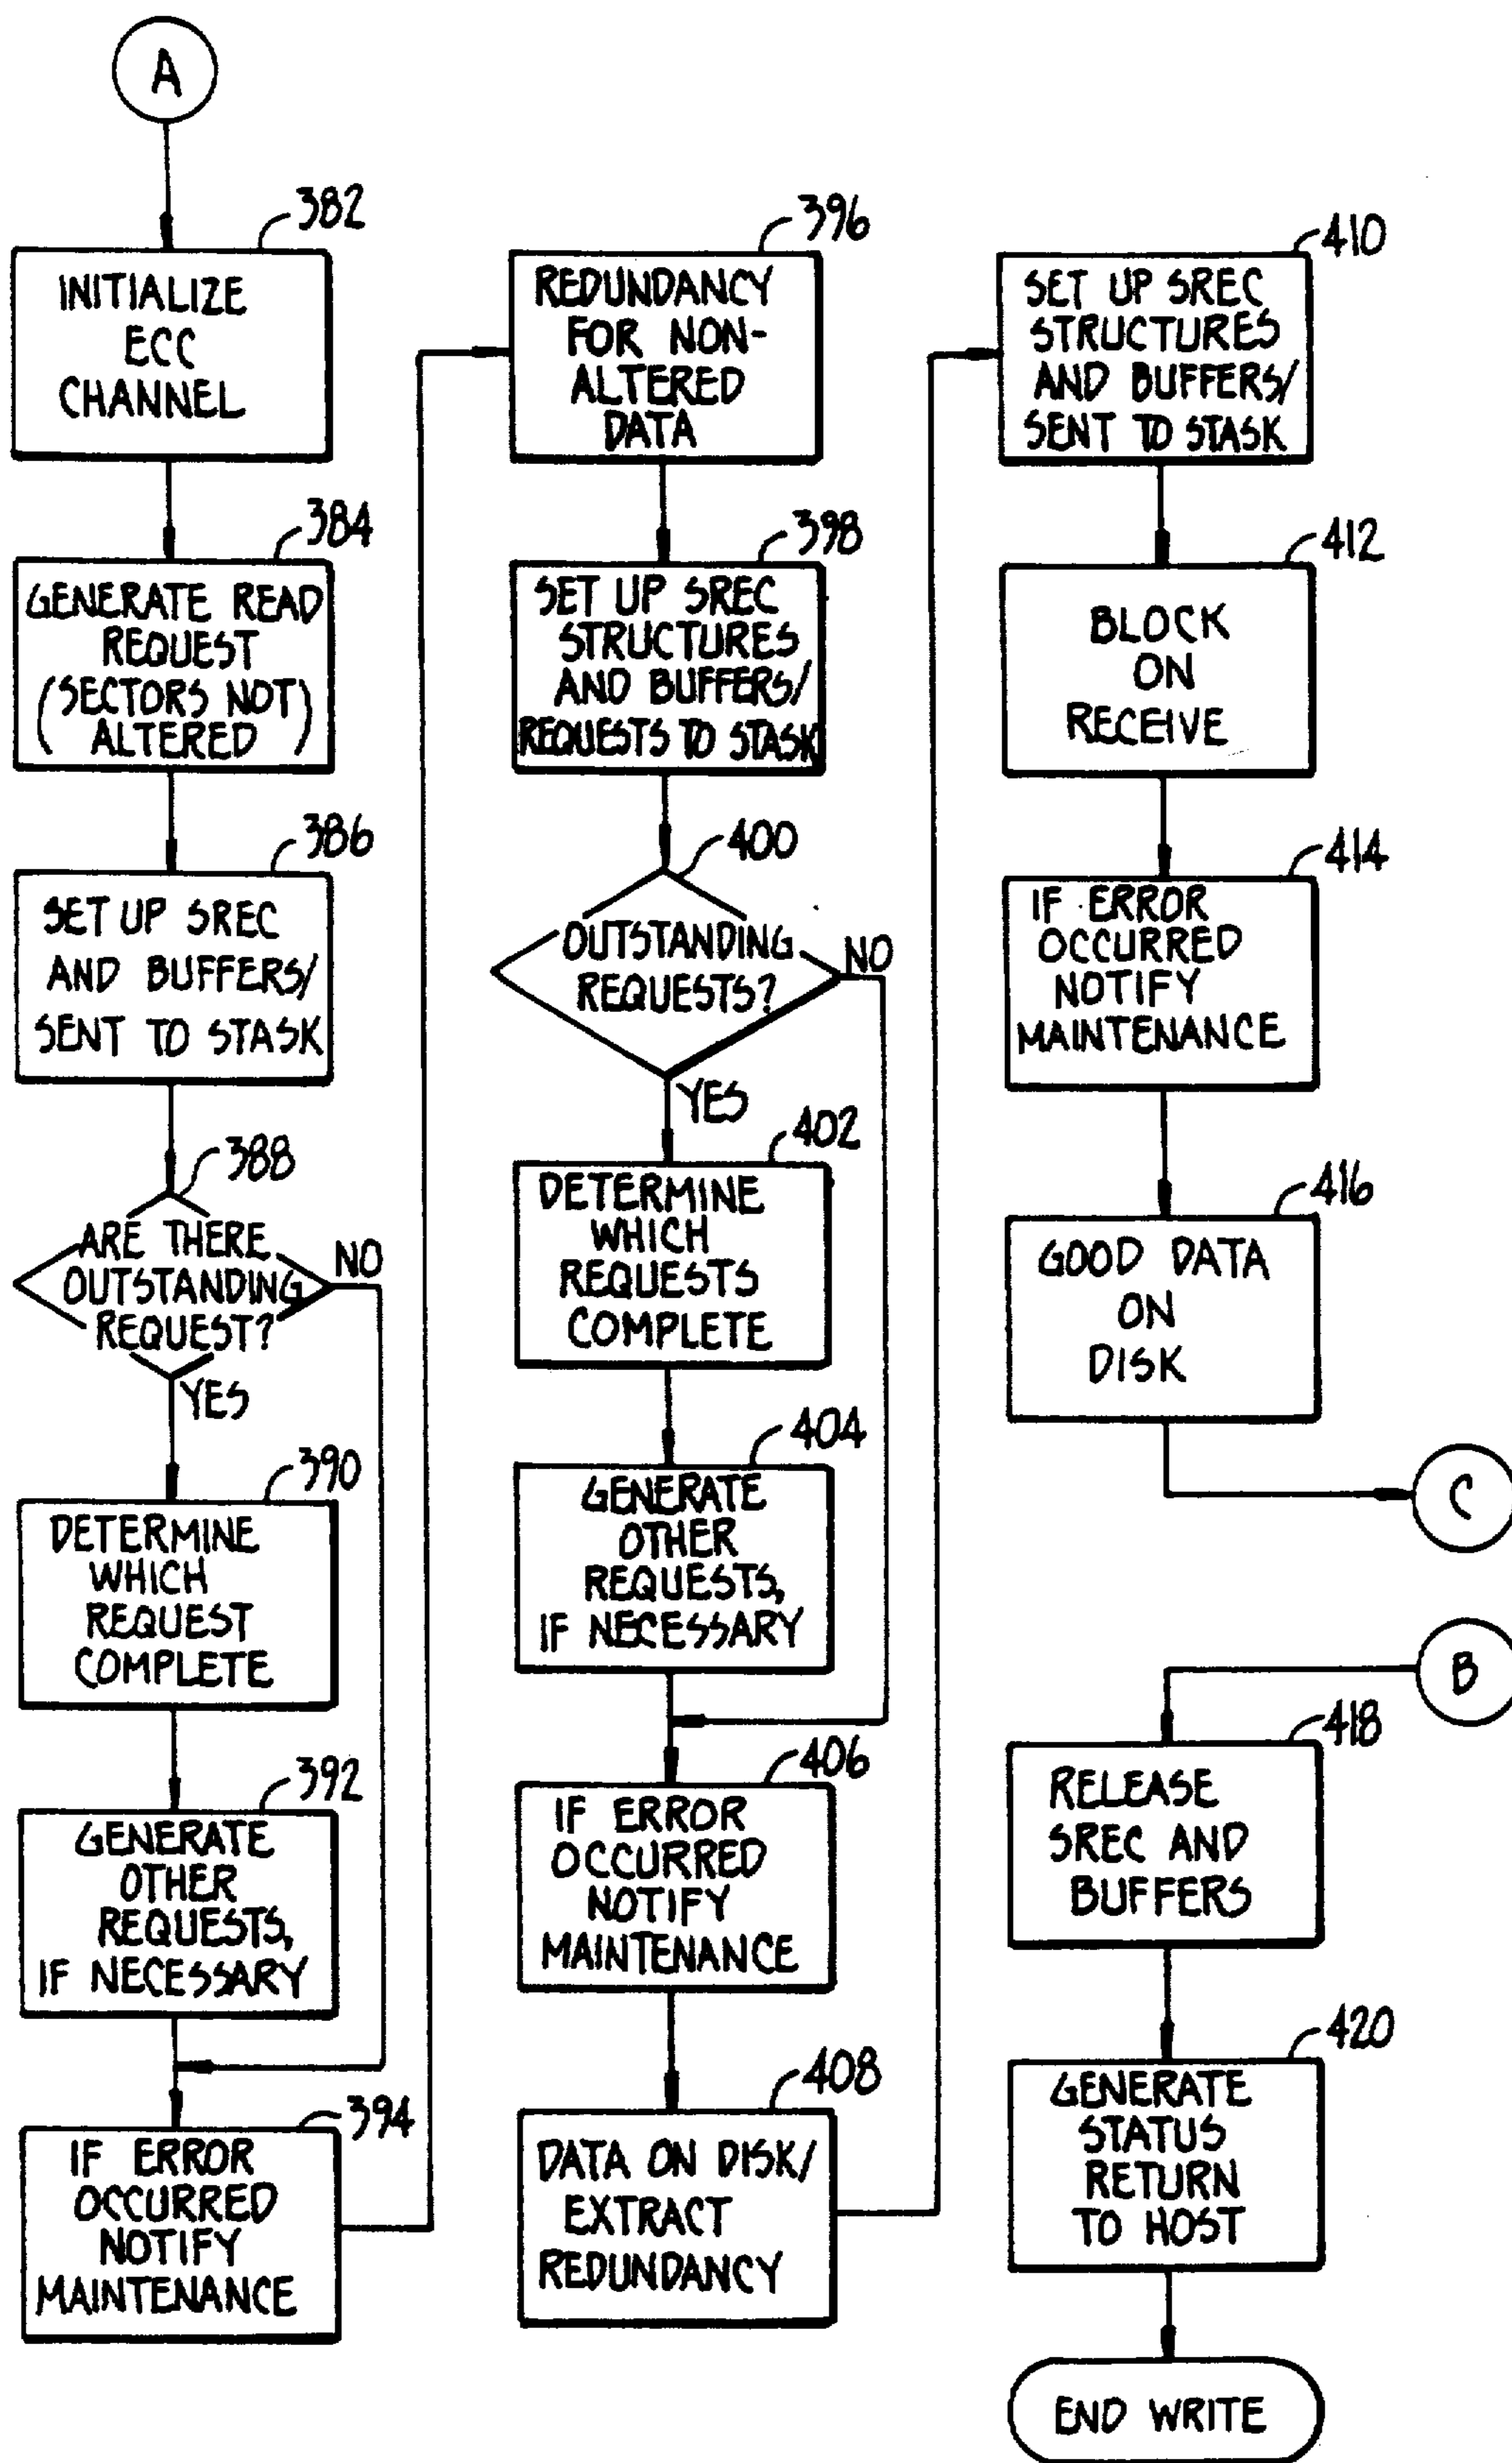 A
382
INITIALIZE
ECC
CHANNEL
384
GENERATE READ
REQUEST
(SECTORS NOT)
( ALTERED )
386
SET UP SREC
AND BUFFERS/
SENT TO STASK
388
ARE THERE
OUTSTANDING
REQUEST?
NO
YES
390
DETERMINE
WHICH
REQUEST
COMPLETE
392
GENERATE
OTHER
REQUESTS,
IF NECESSARY
394
IF ERROR
OCCURRED
NOTIFY
MAINTENANCE
396
REDUNDANCY
FOR NON-
ALTERED
DATA
398
SET UP SREC
STRUCTURES
AND BUFFERS/
REQUESTS TO STASK
400
OUTSTANDING
REQUESTS?
NO
YES
402
DETERMINE
WHICH
REQUESTS
COMPLETE
404
GENERATE
OTHER
REQUESTS,
IF NECESSARY
406
IF ERROR
OCCURRED
NOTIFY
MAINTENANCE
408
DATA ON DISK/
EXTRACT
REDUNDANCY
410
SET UP SREC
STRUCTURES
AND BUFFERS/
SENT TO STASK
412
BLOCK
ON
RECEIVE
414
IF ERROR
OCCURRED
NOTIFY
MAINTENANCE
416
GOOD DATA
ON
DISK
C
B
418
RELEASE
SREC AND
BUFFERS
420
GENERATE
STATUS
RETURN
TO HOST
END WRITE